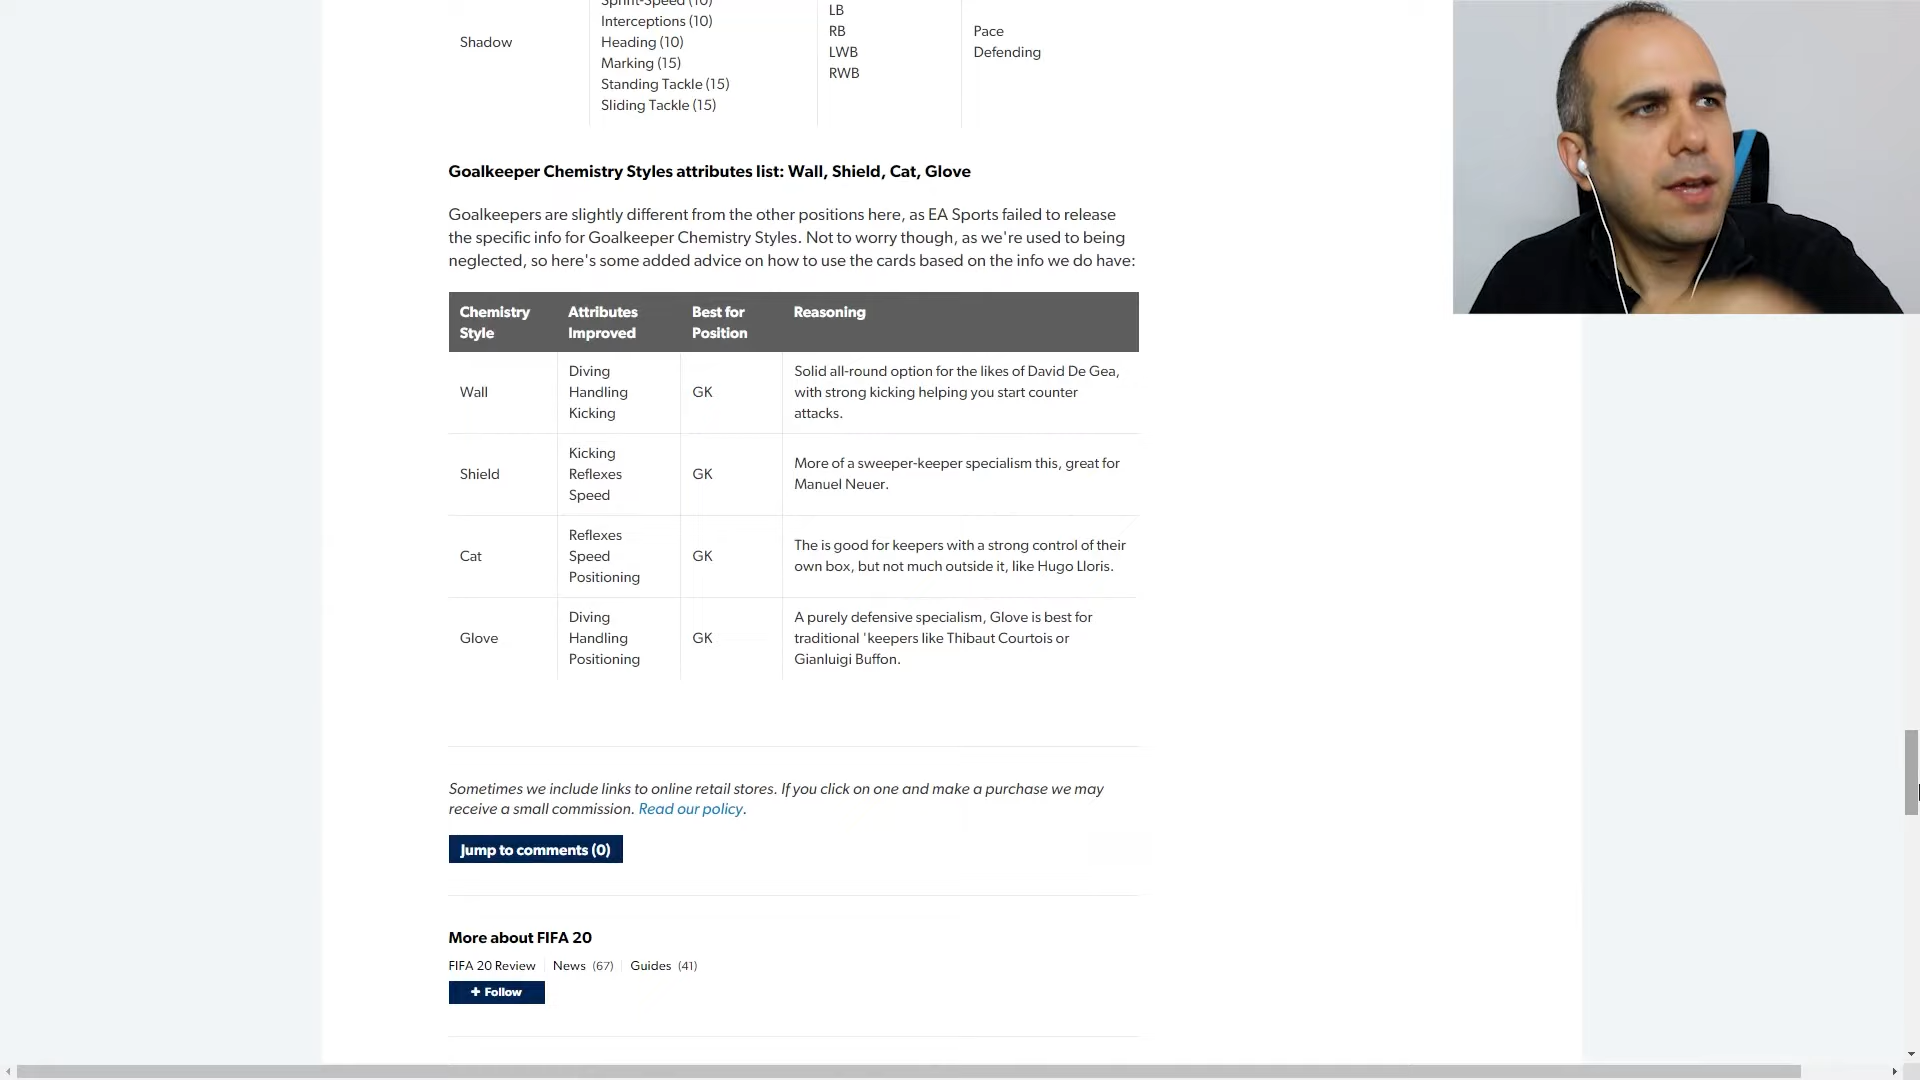 Sprint-Speed (10)
Interceptions (10)
Heading (10)
Marking (15)
Standing Tackle (15)
Sliding Tackle (15)
Shadow
LB
RB
LWB
RWB
Pace
Defending
Goalkeeper Chemistry Styles attributes list: Wall, Shield, Cat, Glove
Goalkeepers are slightly different from the other positions here, as EA Sports failed to release
the specific info for Goalkeeper Chemistry Styles. Not to worry though, as we're used to being
neglected, so here's some added advice on how to use the cards based on the info we do have:
Chemistry
Style
Attributes
Improved
Best for
Position
Reasoning
Wall
Diving
Handling
Kicking
GK
Solid all-round option for the likes of David De Gea,
with strong kicking helping you start counter
attacks.
Shield
Kicking
Reflexes
Speed
GK
More of a sweeper-keeper specialism this, great for
Manuel Neuer.
Cat
Reflexes
Speed
Positioning
GK
The is good for keepers with a strong control of their
own box, but not much outside it, like Hugo Lloris.
Glove
Diving
Handling
Positioning
GK
A purely defensive specialism, Glove is best for
traditional 'keepers like Thibaut Courtois or
Gianluigi Buffon.
Sometimes we include links to online retail stores. If you click on one and make a purchase we may
receive a small commission. Read our policy.
Jump to comments (0)
More about FIFA 20
FIFA 20 Review News (67) Guides (41)
+ Follow